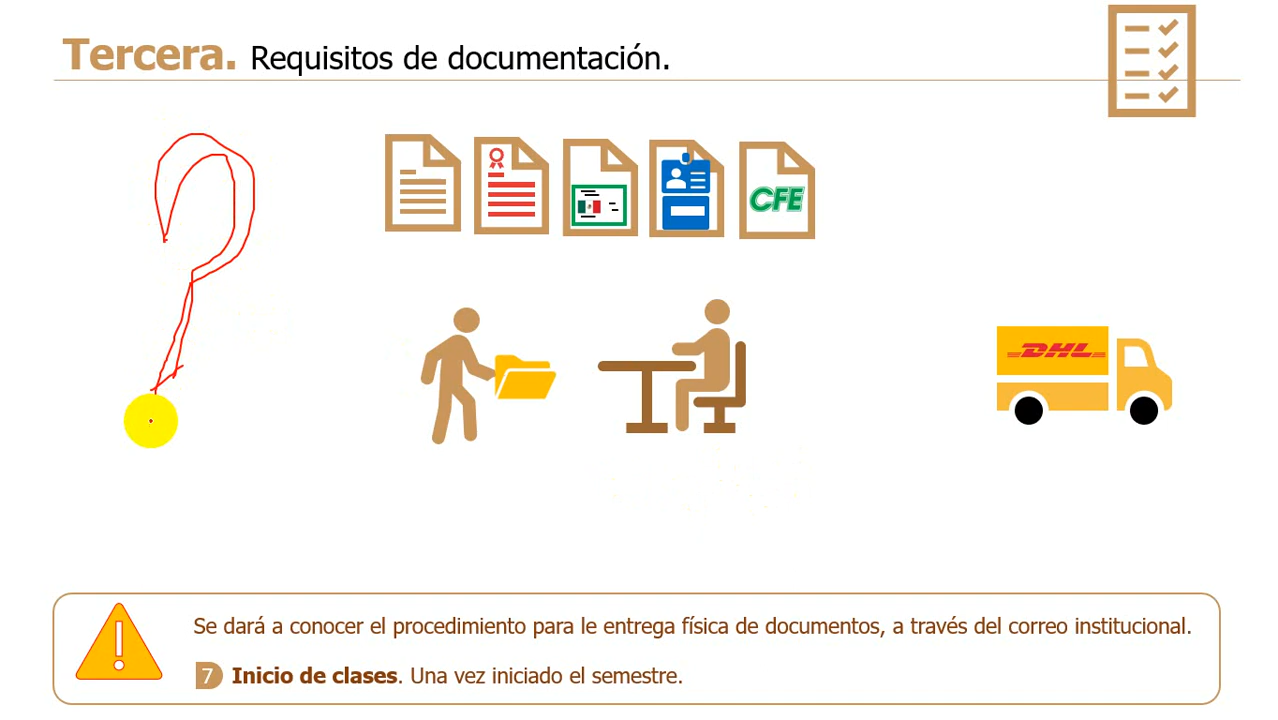 Tercera. Requisitos de documentación.
CFE
DHL
Se dará a conocer el procedimiento para le entrega física de documentos, a través del correo institucional.
7 Inicio de clases. Una vez iniciado el semestre.